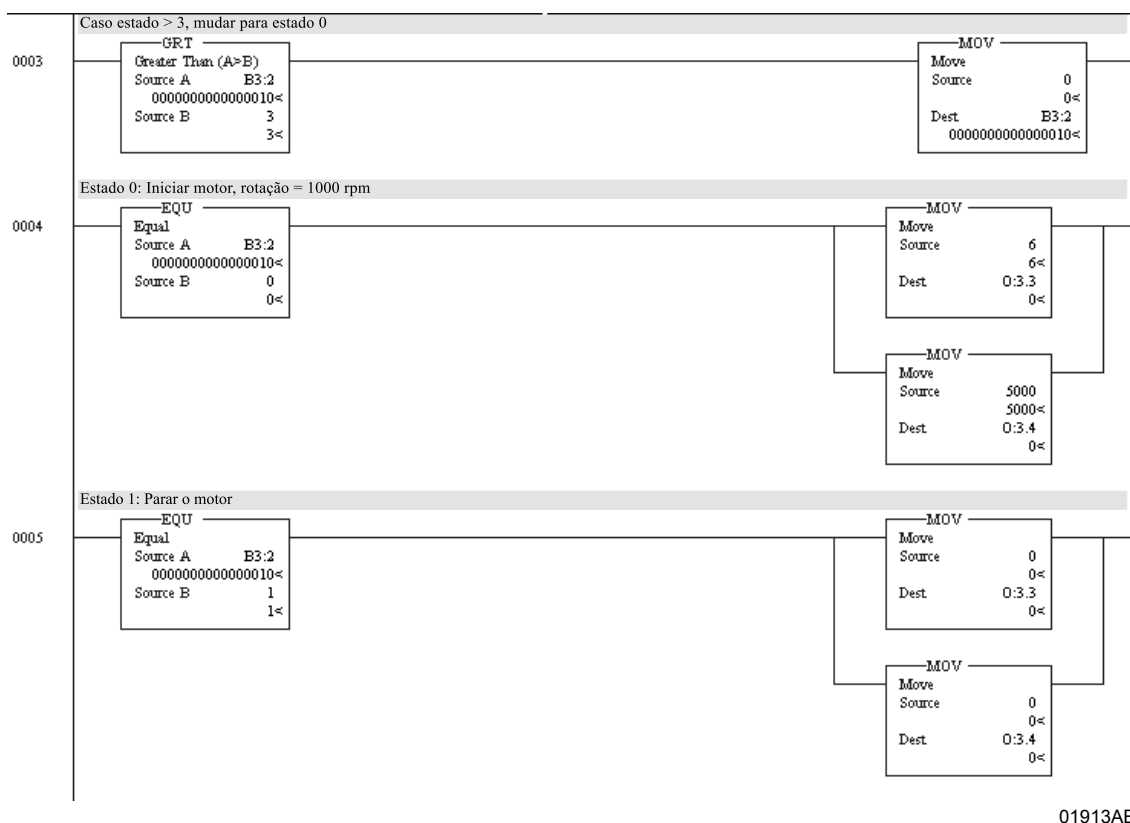 Caso estado > 3, mudar para estado 0
0003
GRT
Greater Than (A>B)
Source A B3:2
0000000000000010<
Source B 3
3<
MOV
Move
Source 0
0<
Dest B3:2
0000000000000010<
Estado 0: Iniciar motor, rotação = 1000 rpm
0004
EQU
Equal
Source A B3:2
0000000000000010<
Source B 0
0<
MOV
Move
Source 6
6<
Dest O:3.3
0<
MOV
Move
Source 5000
5000<
Dest O:3.4
0<
Estado 1: Parar o motor
0005
EQU
Equal
Source A B3:2
0000000000000010<
Source B 1
1<
MOV
Move
Source 0
0<
Dest O:3.3
0<
MOV
Move
Source 0
0<
Dest O:3.4
0<